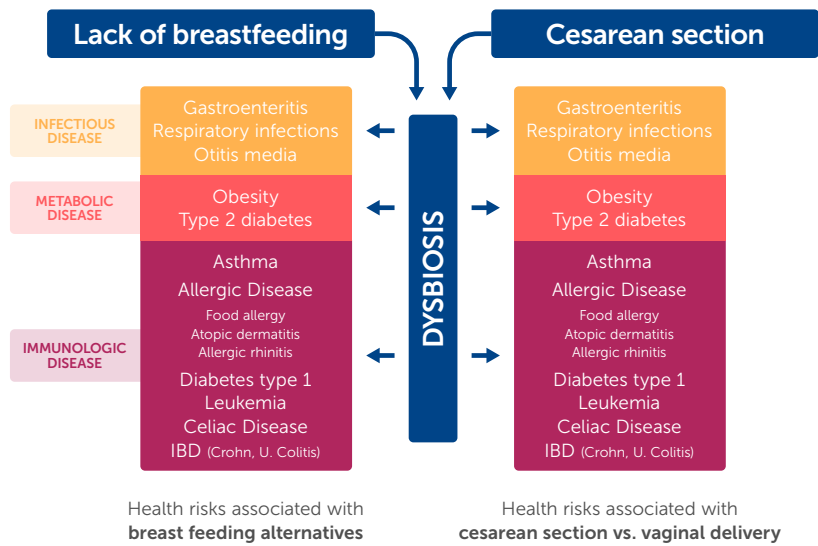 Lack of breastfeeding
Cesarean section
INFECTIOUS
DISEASE
Gastroenteritis
Respiratory infections
Otitis media
METABOLIC
DISEASE
Obesity
Type 2 diabetes
IMMUNOLOGIC
DISEASE
Asthma
Allergic Disease
Food allergy
Atopic dermatitis
Allergic rhinitis
Diabetes type 1
Leukemia
Celiac Disease
IBD (Crohn, U. Colitis)
DYSBIOSIS
Gastroenteritis
Respiratory infections
Otitis media
Obesity
Type 2 diabetes
Asthma
Allergic Disease
Food allergy
Atopic dermatitis
Allergic rhinitis
Diabetes type 1
Leukemia
Celiac Disease
IBD (Crohn, U. Colitis)
Health risks associated with
breast feeding alternatives
Health risks associated with
cesarean section vs. vaginal delivery